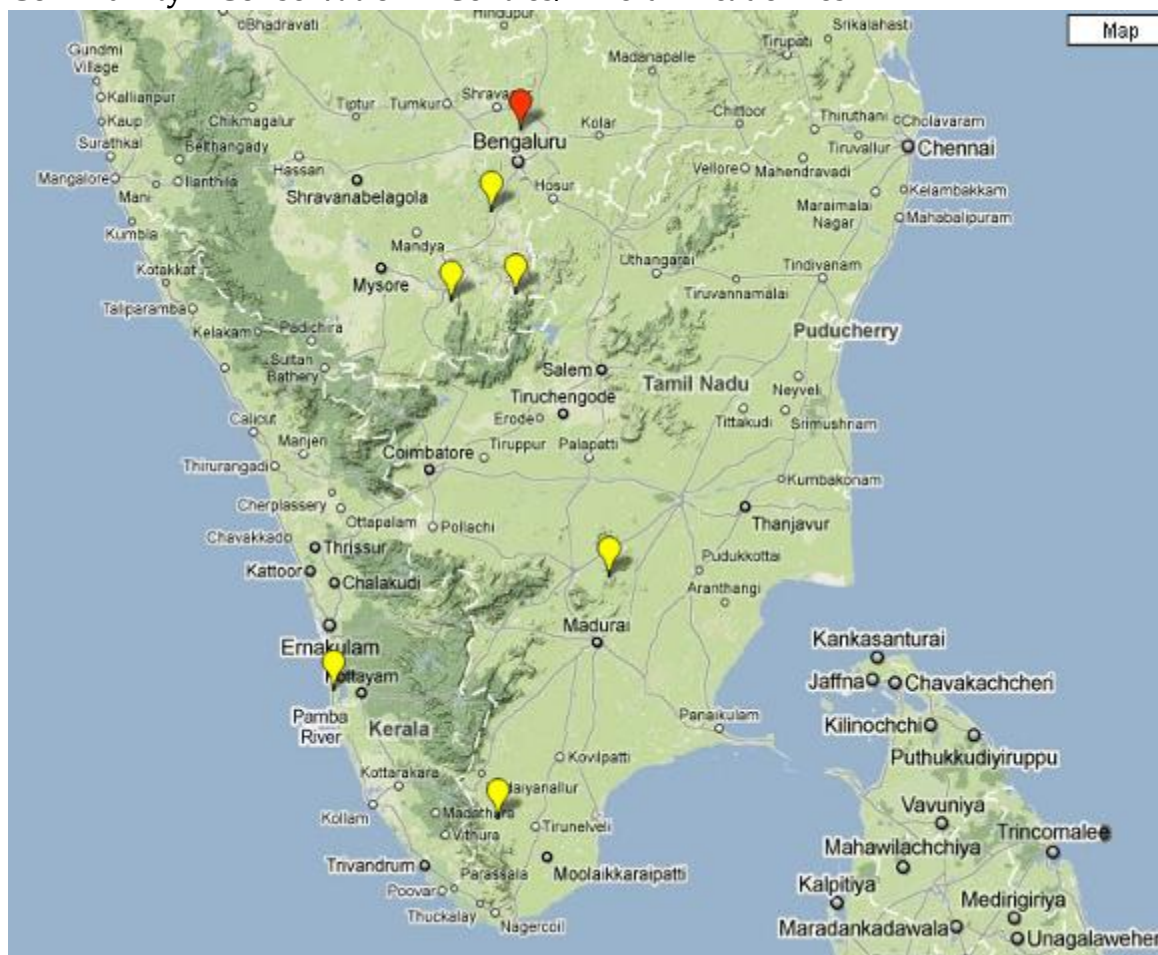 Hindupur
Srikalahasti
Bhadravati
Tirupati
Map
Gundmi
Village
Madanapalle
Kallianpur
Tiptur
Tumkur
Chittoor
Chikmagalur
Kaup
Kolar
Thiruthani
Cholavaram
Surathkal
Belthangady
Bengaluru
Tiruvallur
Chennai
Hassan
Vellore
Mahendravadi
Mangalore
Mani
Ilanthila
Shravanabelagola
Hosur
Kelambakkam
Maraimalai
Nagar
Mahabalipuram
Kumbla
Mandya
Kotakkat
Mysore
Uthangarai
Tindivanam
Taliparamba
Tiruvannamalai
Kelakam
Padichira
Puducherry
Sultan
Bathery
Salem
Tamil Nadu
Neyveli
Tiruchengode
Calicut
Erode
Tittakudi
Srimushnam
Manjeri
Tiruppur
Palapatti
Coimbatore
Thirurangadi
Kumbakonam
Cherplassery
Ottapalam
Pollachi
Thanjavur
Chavakkado
Thrissur
Pudukkottai
Kattoor
Chalakudi
Aranthangi
Madurai
Ernakulam
Kankasanturai
Jaffna
Chavakachcheri
Pamba
River
Kerala
Panaikulam
Kilinochchi
Puthukkudiyiruppu
Kovilpatti
Kottarakara
Kollam
Madathara
Vavuniya
Vithura
Tirunelveli
Trincomalee
Mahawilachchiya
Trivandrum
Parassala
Moolaikkaraipatti
Poovar
Kalpitiya
Medirigiriya
Thuckalay
Nagercoil
Maradankadawala